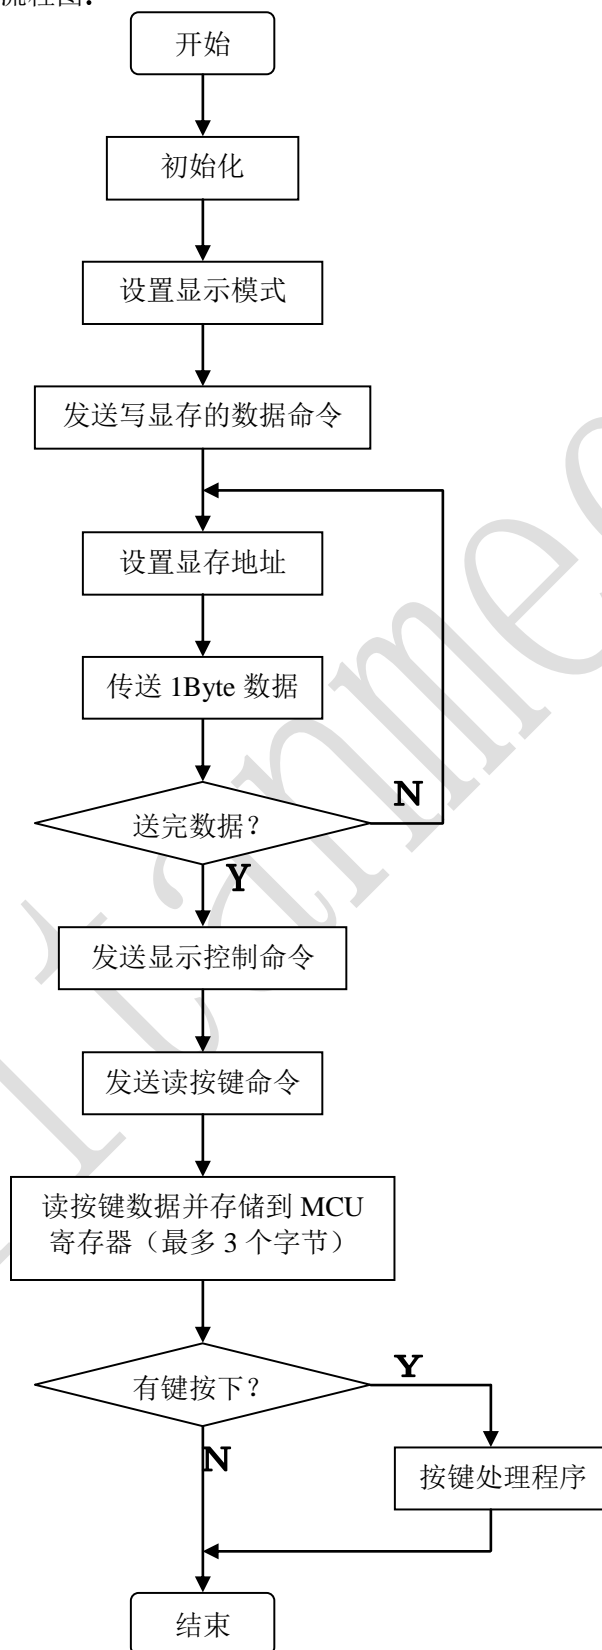 流程图：
开始
初始化
设置显示模式
发送写显存的数据命令
设置显存地址
传送 1Byte 数据
N
送完数据？
Y
发送显示控制命令
发送读按键命令
读按键数据并存储到 MCU
寄存器（最多 3 个字节）
Y
有键按下？
N
按键处理程序
结束